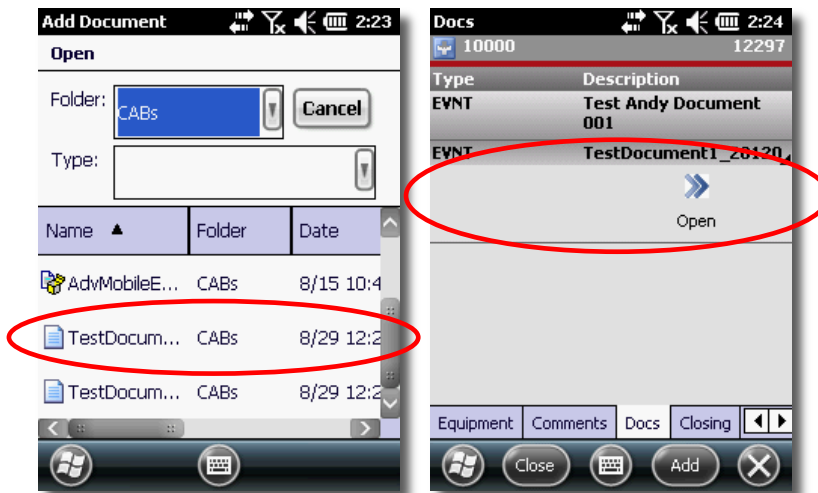 Add Document 2:23
Open
Folder: CABs Cancel
Type:
Name Folder Date
AdvMobileE... CABs 8/15 10:4
TestDocum... CABs 8/29 12:2
TestDocum... CABs 8/29 12:2
Docs 2:24
10000 12297
Type Description
EVNT Test Andy Document
001
EVNT TestDocument1_20120
Open
Equipment Comments Docs Closing
Close Add